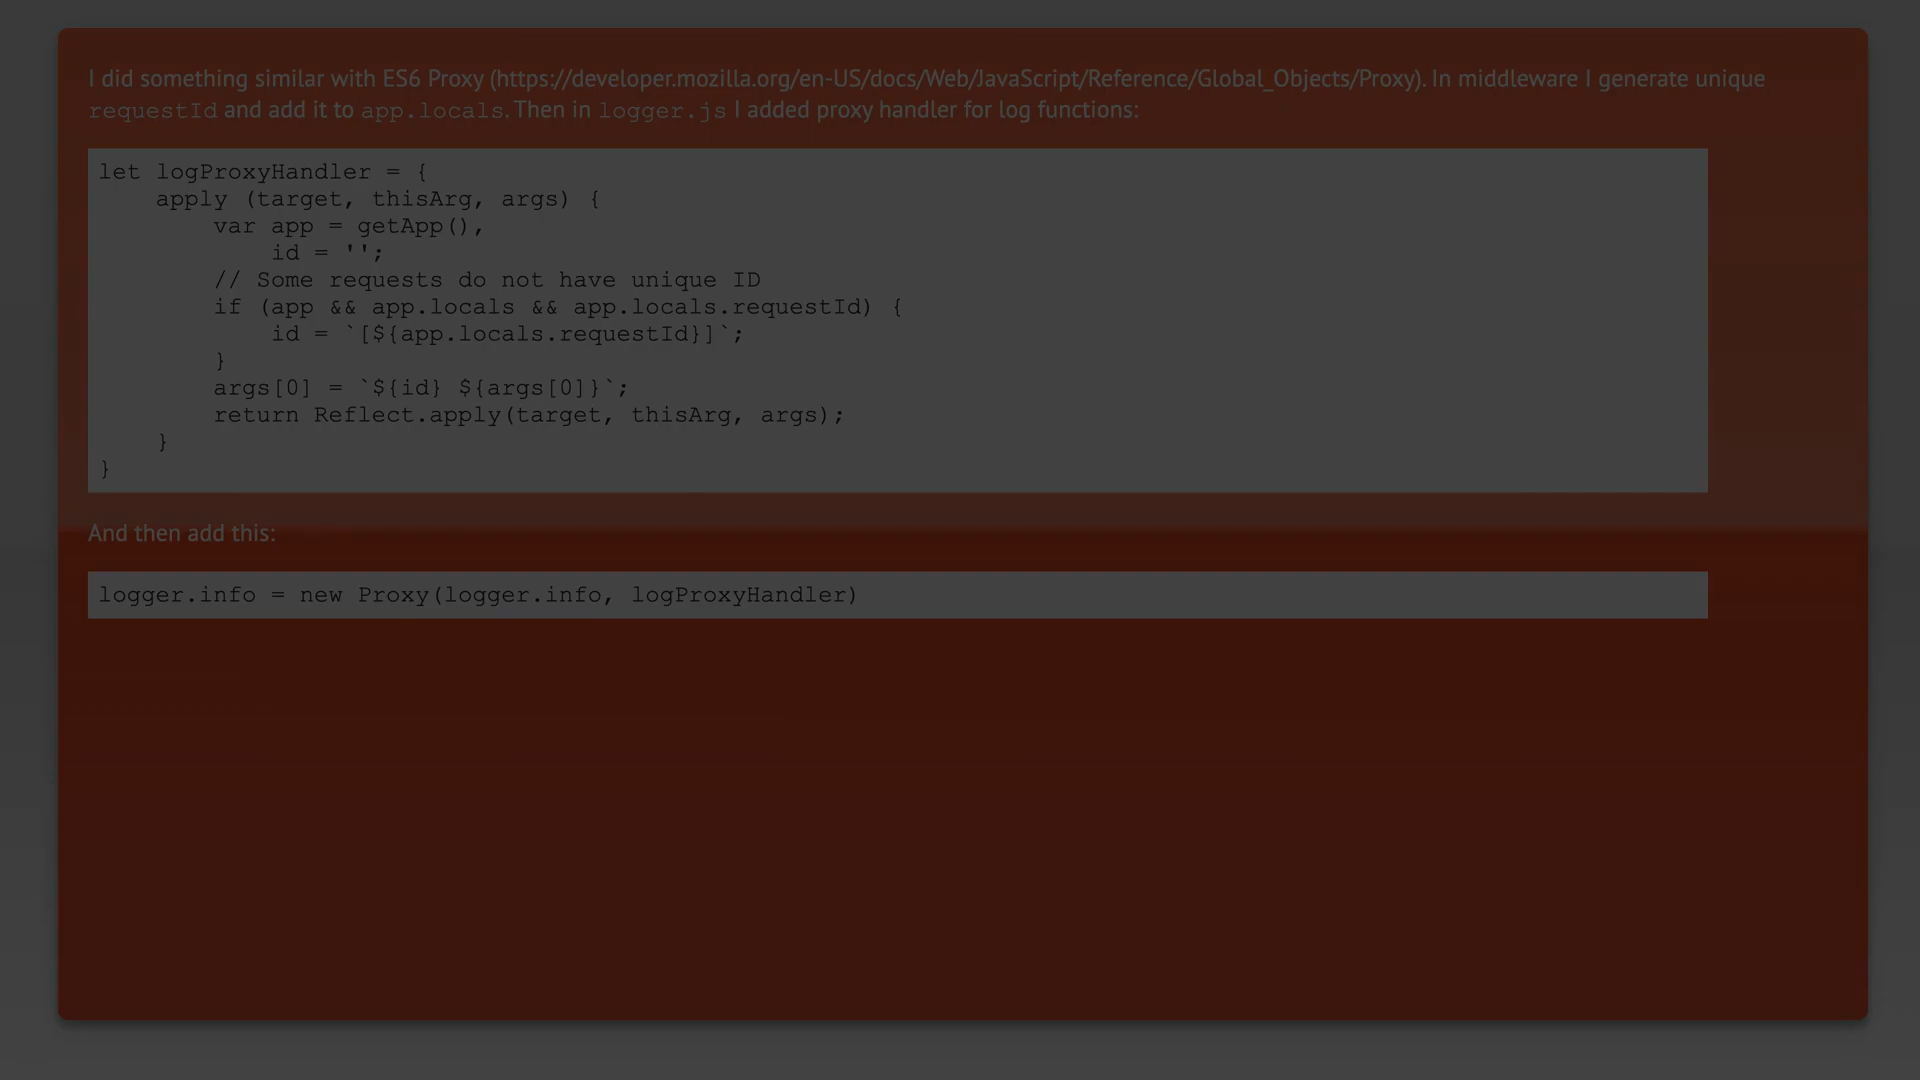 I did something similar with ES6 Proxy (https://developer.mozilla.org/en-US/docs/Web/JavaScript/Reference/Global_Objects/Proxy). In middleware I generate unique
requestId and add it to app.locals. Then in logger.js I added proxy handler for log functions:
let logProxyHandler = {
    apply (target, thisArg, args) {
        var app = getApp(),
            id = '';
        // Some requests do not have unique ID
        if (app && app.locals && app.locals.requestId) {
            id = `[${app.locals.requestId}]`;
        }
        args[0] = `${id} ${args[0]}`;
        return Reflect.apply(target, thisArg, args);
    }
}
And then add this:
logger.info = new Proxy(logger.info, logProxyHandler)